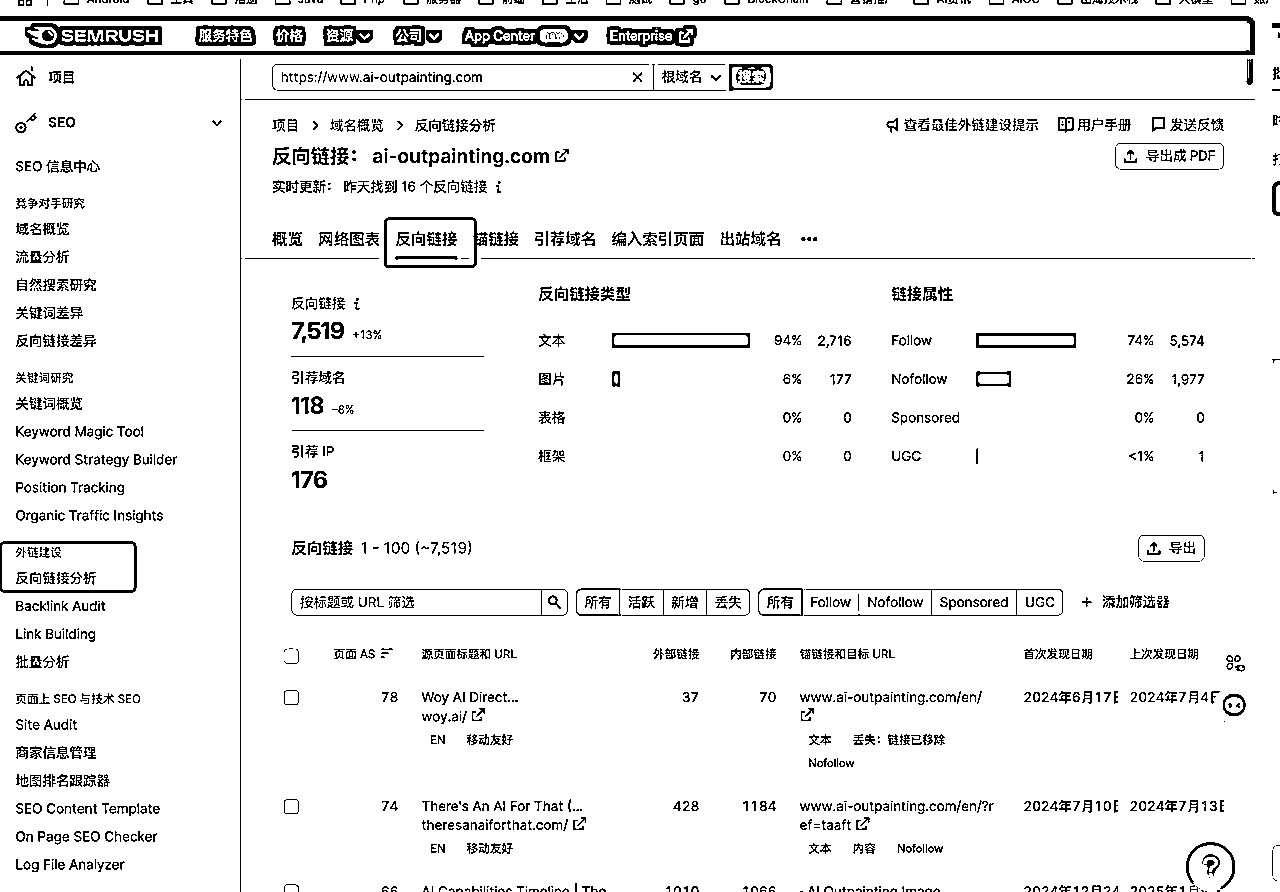 SEMRUSH 服务特色 价格 资源 公司 App Center Enterprise
项目
SEO
SEO 信息中心
竞争对手研究
域名概览
流量分析
自然搜索研究
关键词差异
反向链接差异
关键词研究
关键词概览
Keyword Magic Tool
Keyword Strategy Builder
Position Tracking
Organic Traffic Insights
外链建设
反向链接分析
Backlink Audit
Link Building
批量分析
页面上 SEO 与技术 SEO
Site Audit
商家信息管理
地图排名跟踪器
SEO Content Template
On Page SEO Checker
Log File Analyzer
https://www.ai-outpainting.com 根域名 搜索
项目 > 域名概览 > 反向链接分析
查看最佳外链建设提示 用户手册 发送反馈
反向链接: ai-outpainting.com
导出成 PDF
实时更新: 昨天找到 16 个反向链接
概览 网络图表 反向链接 锚链接 引荐域名 编入索引页面 出站域名 •••
反向链接
7,519 +13%
引荐域名
118 -8%
引荐 IP
176
反向链接类型
文本 94% 2,716
图片 6% 177
表格 0% 0
框架 0% 0
链接属性
Follow 74% 5,574
Nofollow 26% 1,977
Sponsored 0% 0
UGC <1% 1
反向链接 1 - 100 (~7,519)
导出
按标题或 URL 筛选 所有 活跃 新增 丢失 所有 Follow Nofollow Sponsored UGC + 添加筛选器
页面 AS 源页面标题和 URL 外部链接 内部链接 锚链接和目标 URL 首次发现日期 上次发现日期
78 Woy AI Direct... 37 70 www.ai-outpainting.com/en/ 2024年6月17日 2024年7月4日
woy.ai/
EN 移动友好 文本 丢失: 链接已移除
Nofollow
74 There's An AI For That (... 428 1184 www.ai-outpainting.com/en/?r 2024年7月10日 2024年7月13日
theresanaiforthat.com/ ef=taaft
EN 移动友好 文本 内容 Nofollow
66 AI Capabilities Timeline | The 1010 1066 - AI Outpainting Image